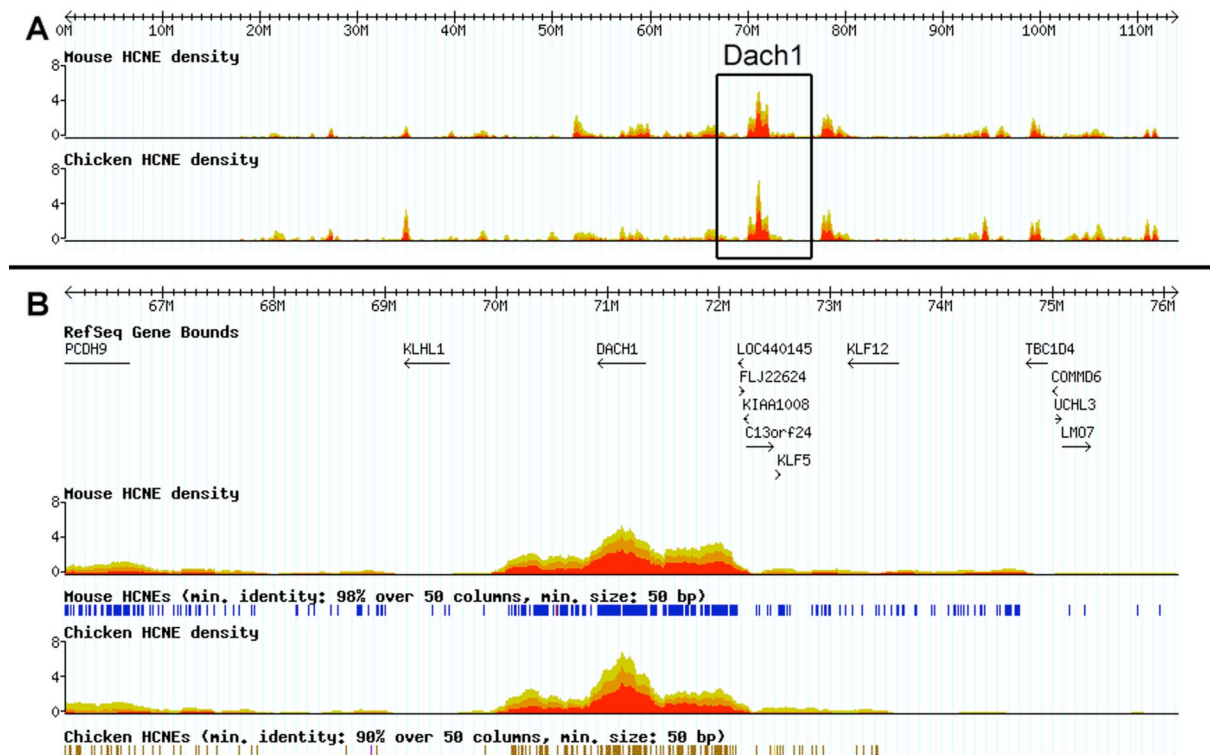 A
0M 10M 20M 30M 40M 50M 60M 70M 80M 90M 100M 110M
Mouse HCNE density
Dach1
8
4
0
Chicken HCNE density
8
4
0
B
67M 68M 69M 70M 71M 72M 73M 74M 75M 76M
RefSeq Gene Bounds
PCDH9 KLHL1 DACH1 LOC440145 KLF12 TBC1D4
FLJ22624 COMMD6
KIAA1008 UCHL3
C13orf24 LMO7
KLF5
Mouse HCNE density
8
4
0
Mouse HCNEs (min. identity: 98% over 50 columns, min. size: 50 bp)
Chicken HCNE density
8
4
0
Chicken HCNEs (min. identity: 90% over 50 columns, min. size: 50 bp)